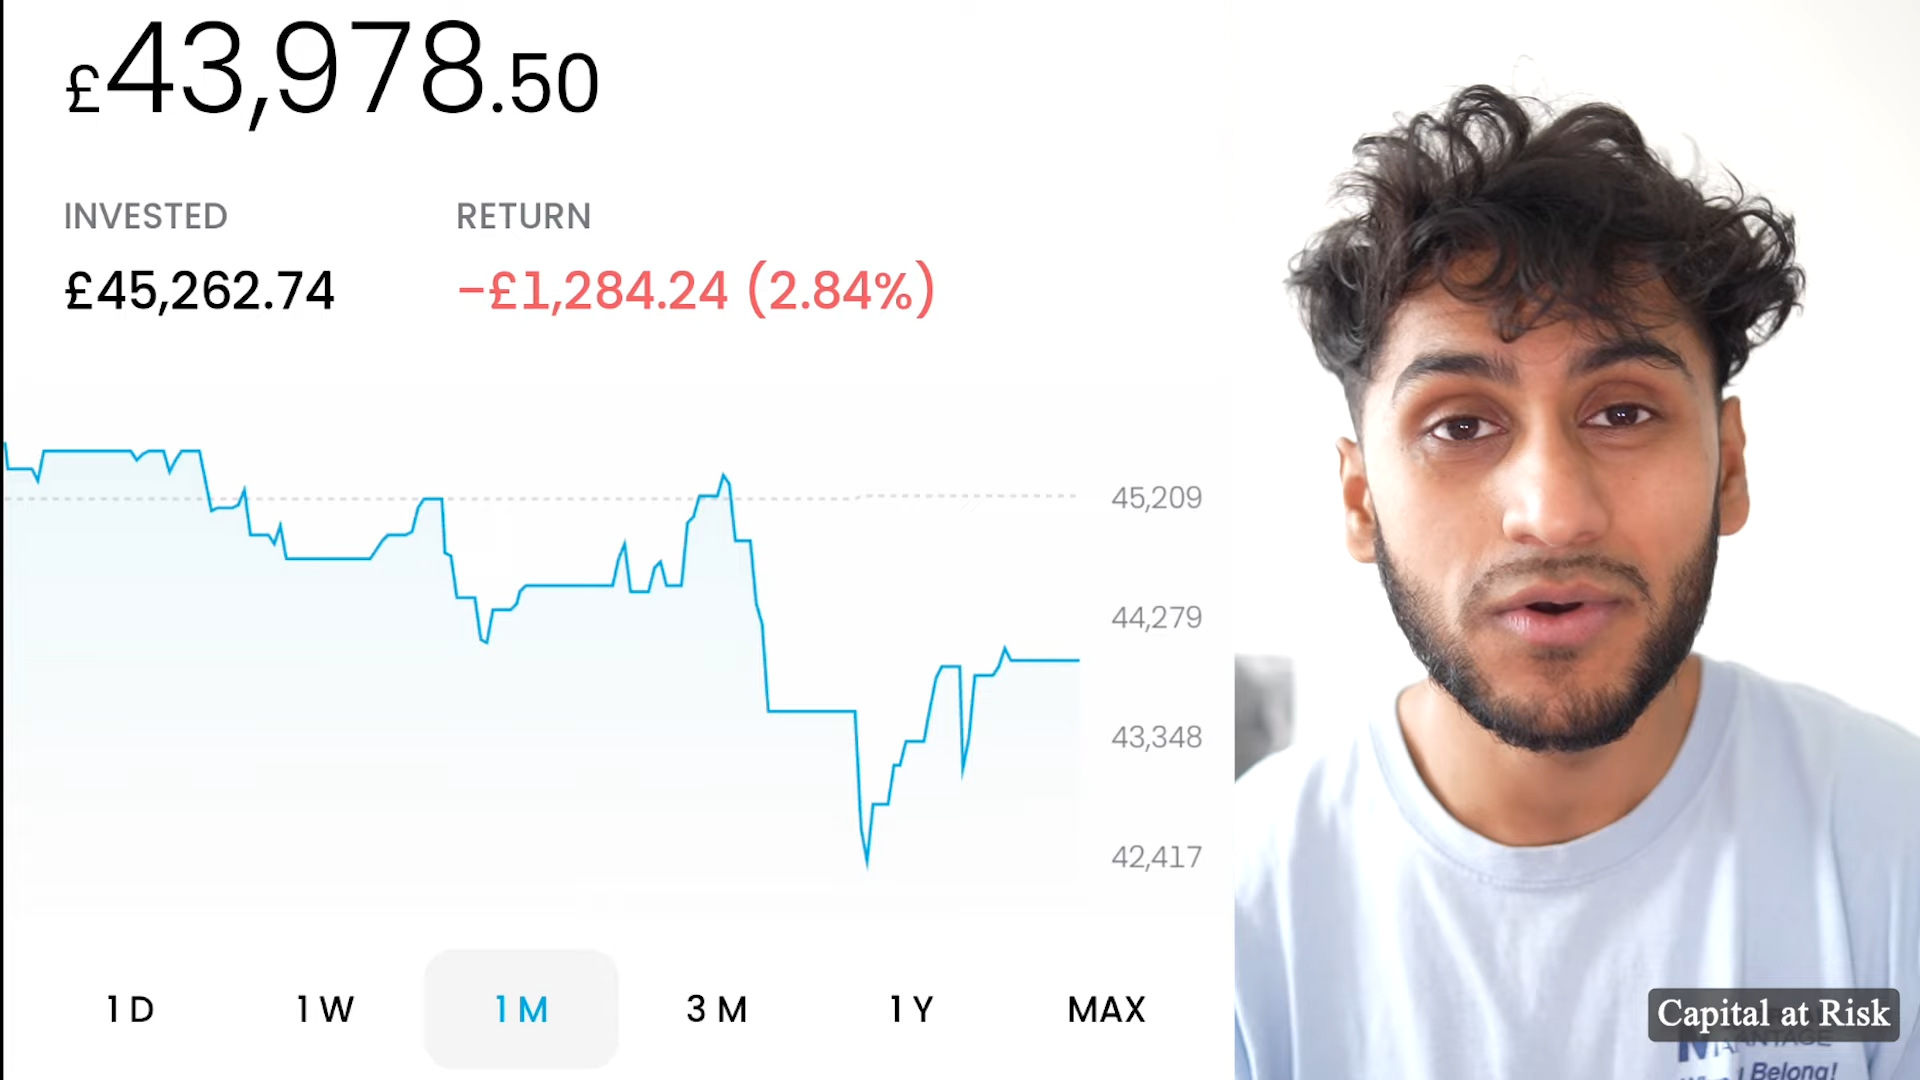 £43,978.50
INVESTED RETURN
£45,262.74 -£1,284.24 (2.84%)
45,209
44,279
43,348
42,417
1 D 1 W 1 M 3 M 1 Y MAX
Capital at Risk
I Belong!